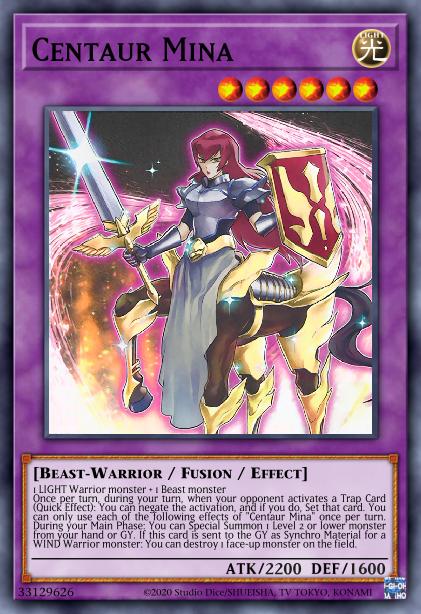 Centaur Mina
LIGHT
光
[Beast-Warrior / Fusion / Effect]
1 LIGHT Warrior monster + 1 Beast monster
Once per turn, during your turn, when your opponent activates a Trap Card
(Quick Effect): You can negate the activation, and if you do, Set that card. You
can only use each of the following effects of "Centaur Mina" once per turn.
During your Main Phase: You can Special Summon 1 Level 2 or lower monster
from your hand or GY. If this card is sent to the GY as Synchro Material for a
WIND Warrior monster: You can destroy 1 face-up monster on the field.
ATK/2200 DEF/1600
33129626
©2020 Studio Dice/SHUEISHA, TV TOKYO, KONAMI